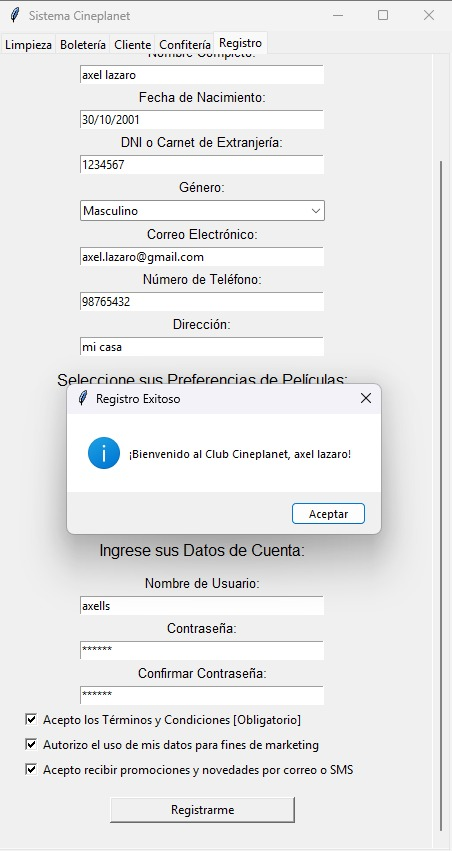 Sistema Cineplanet
Limpieza Boletería Cliente Confitería Registro
Nombre Completo:
axel lazaro
Fecha de Nacimiento:
30/10/2001
DNI o Carnet de Extranjería:
1234567
Género:
Masculino
Correo Electrónico:
axel.lazaro@gmail.com
Número de Teléfono:
98765432
Dirección:
mi casa
Seleccione sus Preferencias de Películas:
Registro Exitoso
¡Bienvenido al Club Cineplanet, axel lazaro!
Aceptar
Ingrese sus Datos de Cuenta:
Nombre de Usuario:
axells
Contraseña:
******
Confirmar Contraseña:
******
Acepto los Términos y Condiciones [Obligatorio]
Autorizo el uso de mis datos para fines de marketing
Acepto recibir promociones y novedades por correo o SMS
Registrarme